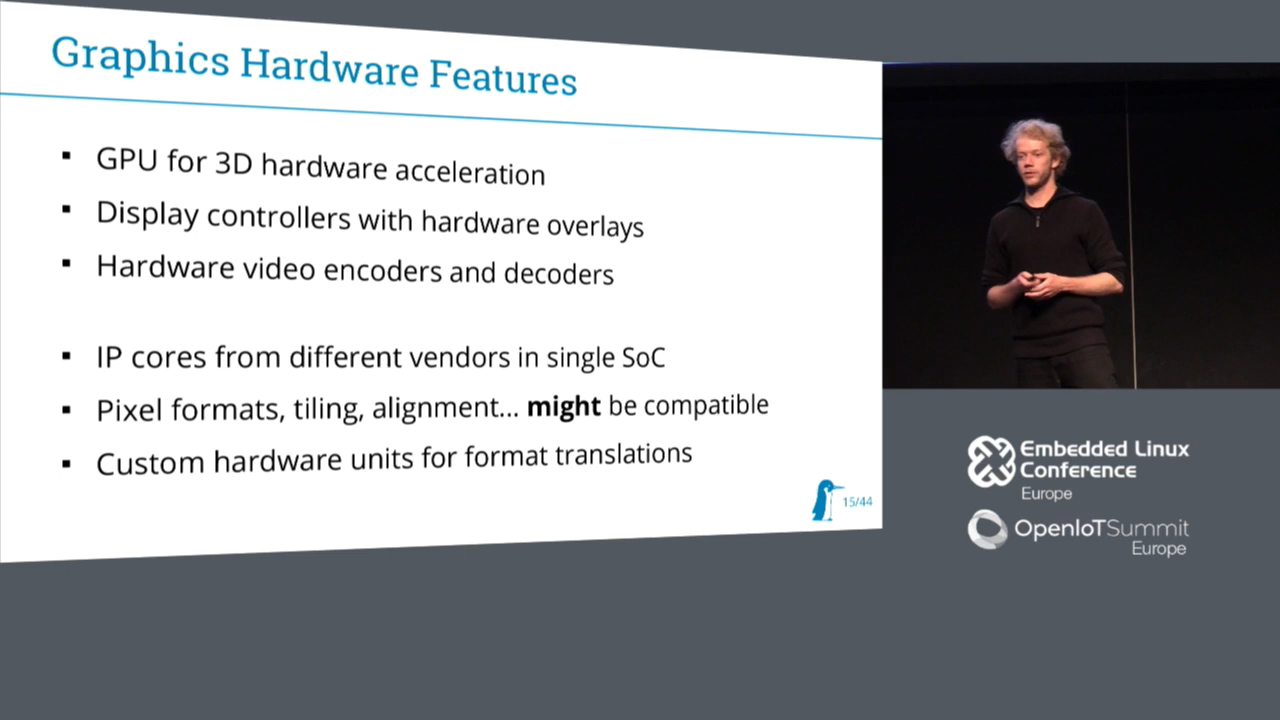 Graphics Hardware Features
▪ GPU for 3D hardware acceleration
▪ Display controllers with hardware overlays
▪ Hardware video encoders and decoders
▪ IP cores from different vendors in single SoC
▪ Pixel formats, tiling, alignment... might be compatible
▪ Custom hardware units for format translations
15/44
Embedded Linux
Conference
Europe
OpenIoTSummit
Europe